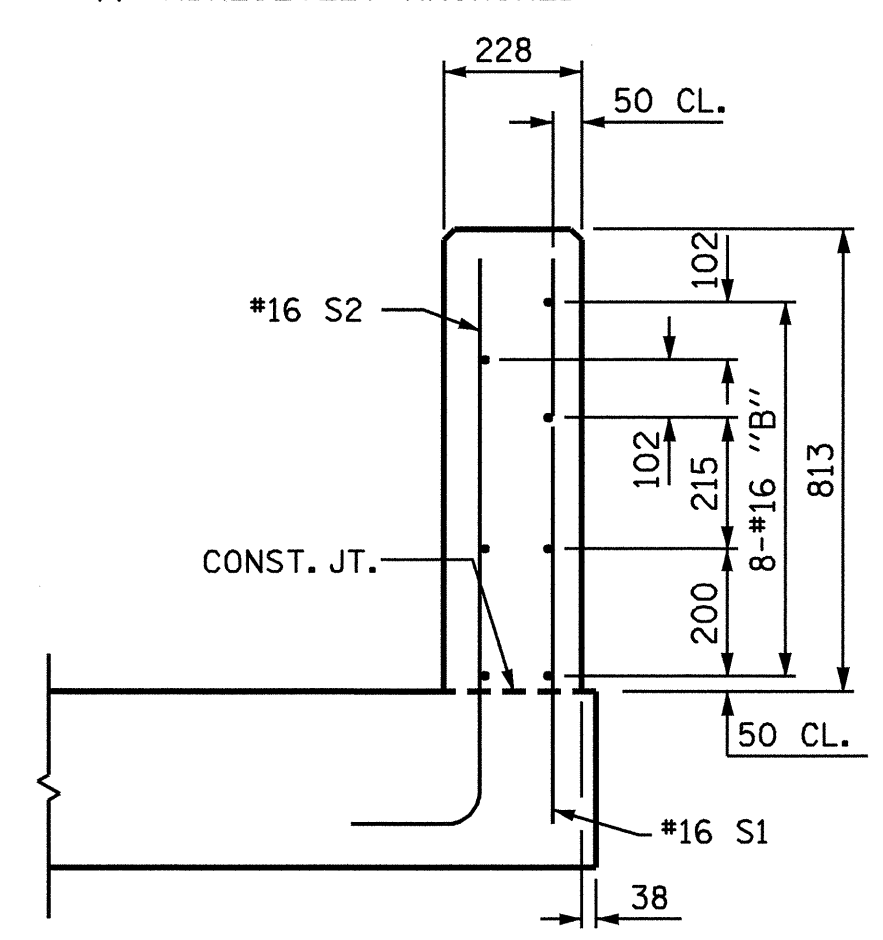 228
50 CL.
102
#16 S2
102
215
8-#16 "B"
813
CONST. JT.
200
50 CL.
#16 S1
38